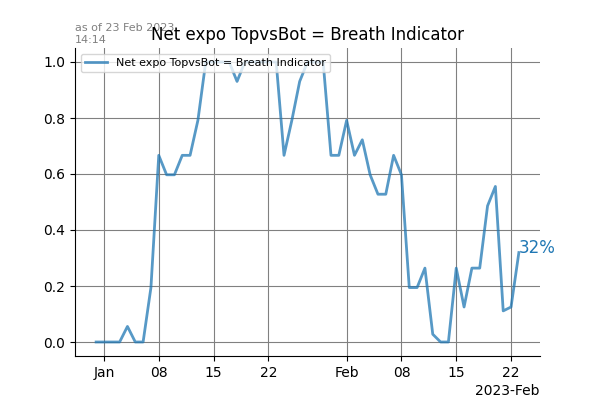 as of 23 Feb 2023
14:14
Net expo TopvsBot = Breath Indicator
Net expo TopvsBot = Breath Indicator
1.0
0.8
0.6
0.4
0.2
0.0
32%
Jan
08
15
22
Feb
08
15
22
2023-Feb